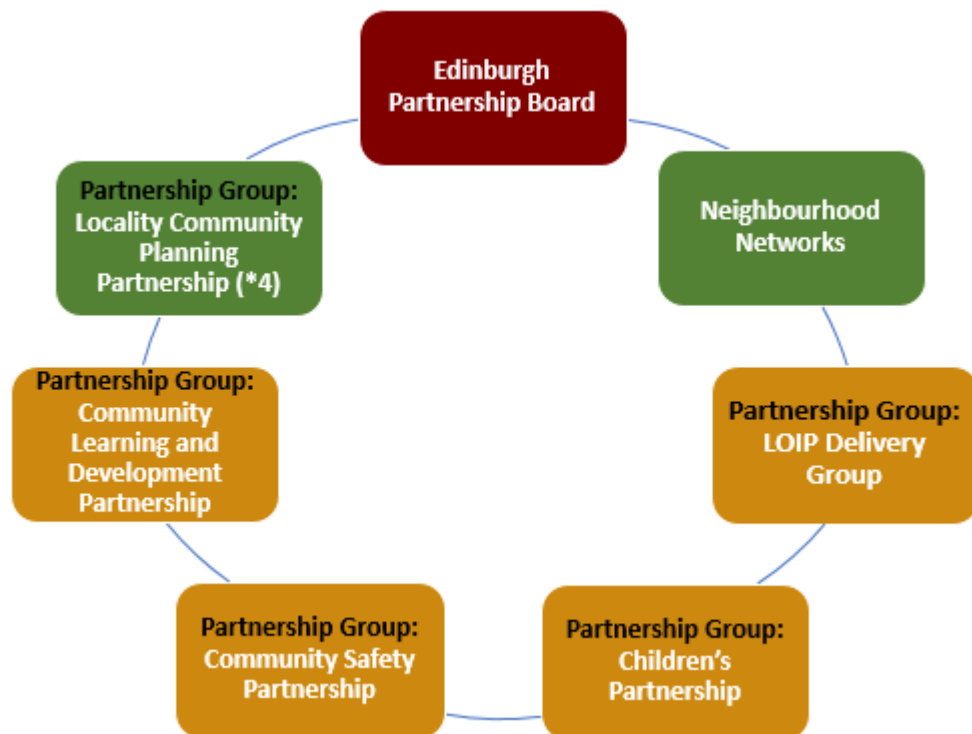 Edinburgh
Partnership Board
Partnership Group:
Locality Community
Planning
Partnership (*4)
Neighbourhood
Networks
Partnership Group:
Community
Learning and
Development
Partnership
Partnership Group:
LOIP Delivery
Group
Partnership Group:
Community Safety
Partnership
Partnership Group:
Children’s
Partnership